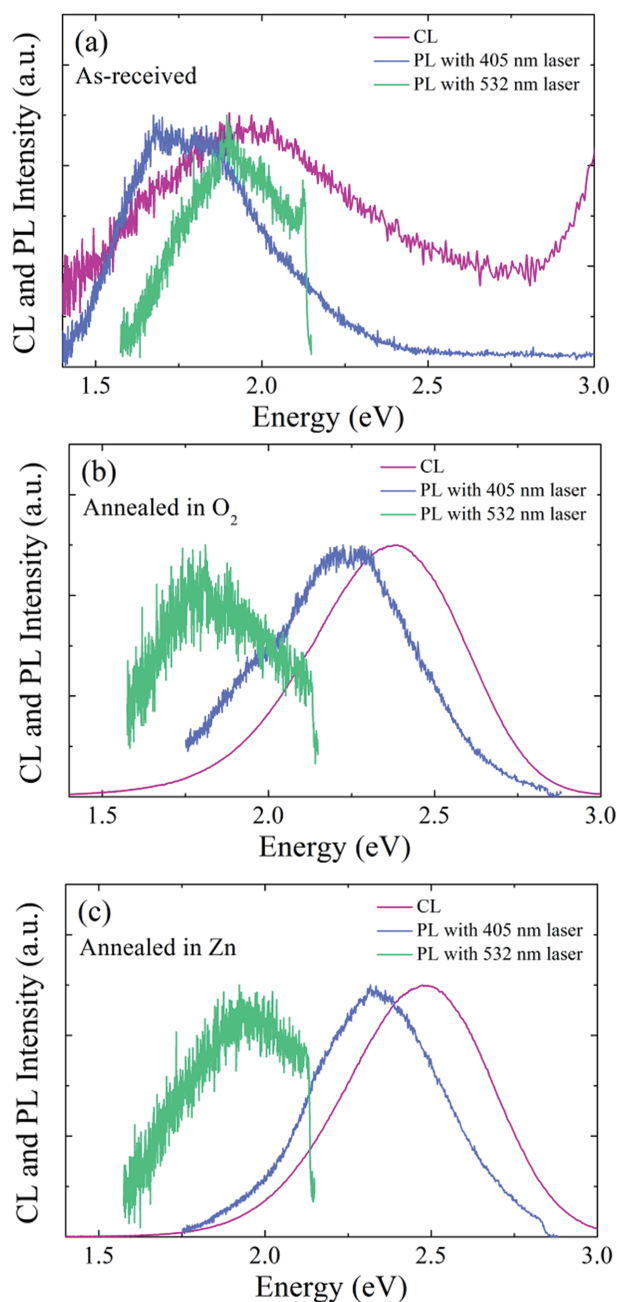 (a)
As-received
CL
PL with 405 nm laser
PL with 532 nm laser
CL and PL Intensity (a.u.)
1.5 2.0 2.5 3.0
Energy (eV)
(b)
Annealed in O₂
CL
PL with 405 nm laser
PL with 532 nm laser
CL and PL Intensity (a.u.)
1.5 2.0 2.5 3.0
Energy (eV)
(c)
Annealed in Zn
CL
PL with 405 nm laser
PL with 532 nm laser
CL and PL Intensity (a.u.)
1.5 2.0 2.5 3.0
Energy (eV)